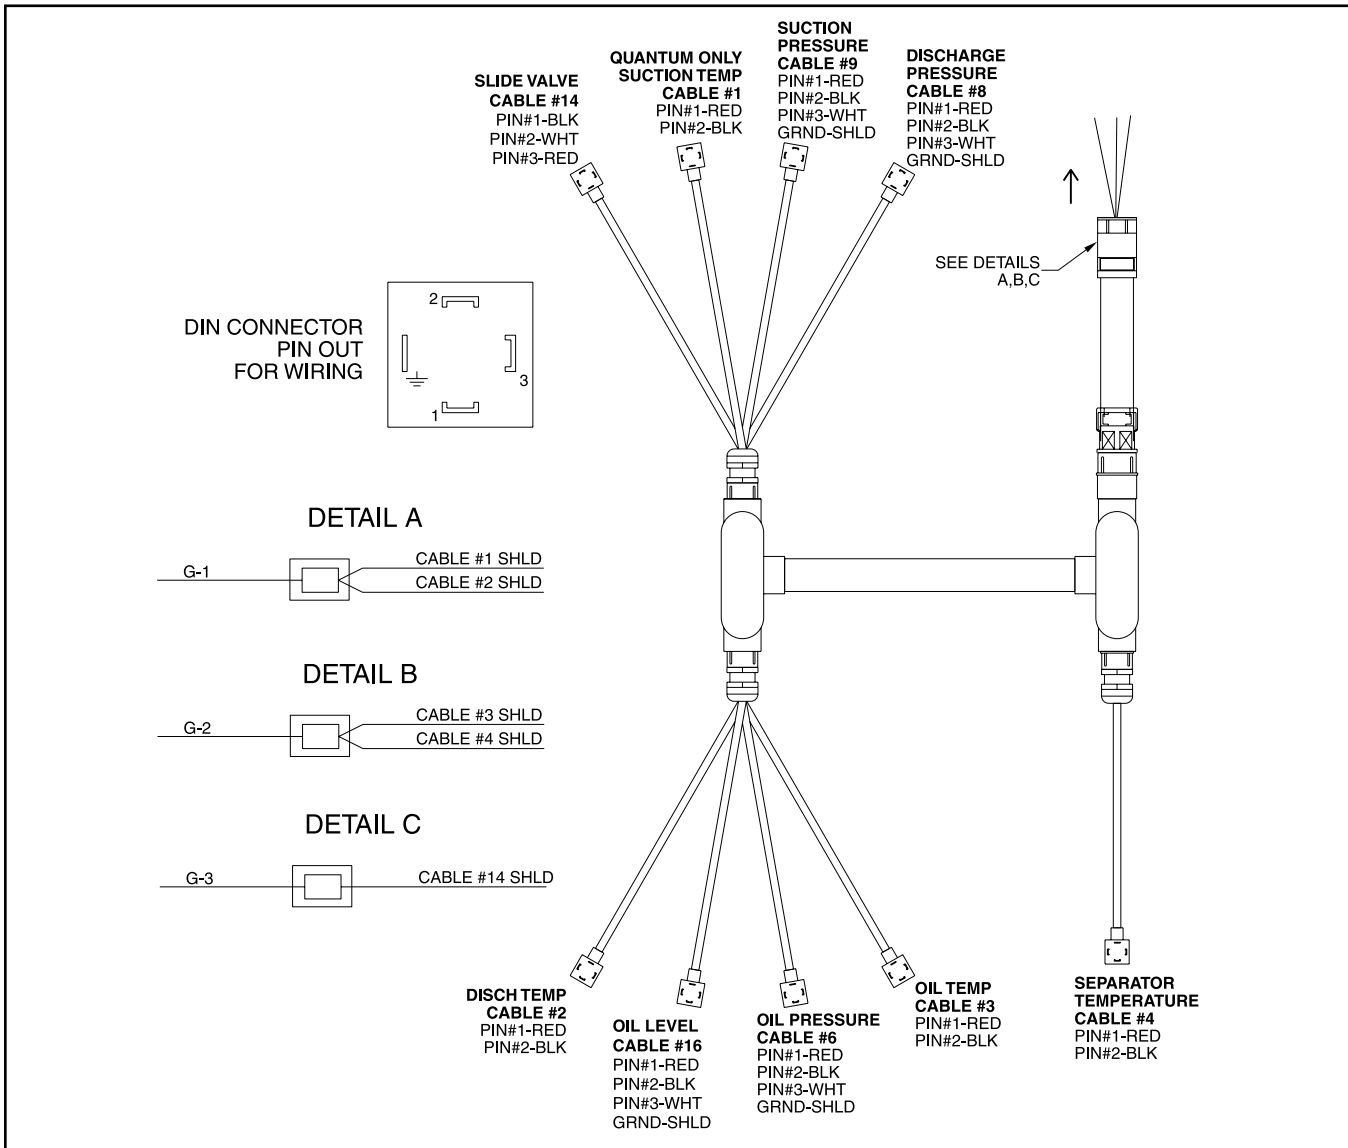 SLIDE VALVE
CABLE #14
PIN#1-BLK
PIN#2-WHT
PIN#3-RED
QUANTUM ONLY
SUCTION TEMP
CABLE #1
PIN#1-RED
PIN#2-BLK
SUCTION
PRESSURE
CABLE #9
PIN#1-RED
PIN#2-BLK
PIN#3-WHT
GRND-SHLD
DISCHARGE
PRESSURE
CABLE #8
PIN#1-RED
PIN#2-BLK
PIN#3-WHT
GRND-SHLD
SEE DETAILS
A,B,C
DIN CONNECTOR
PIN OUT
FOR WIRING
2
3
1
DETAIL A
G-1
CABLE #1 SHLD
CABLE #2 SHLD
DETAIL B
G-2
CABLE #3 SHLD
CABLE #4 SHLD
DETAIL C
G-3
CABLE #14 SHLD
DISCH TEMP
CABLE #2
PIN#1-RED
PIN#2-BLK
OIL LEVEL
CABLE #16
PIN#1-RED
PIN#2-BLK
PIN#3-WHT
GRND-SHLD
OIL PRESSURE
CABLE #6
PIN#1-RED
PIN#2-BLK
PIN#3-WHT
GRND-SHLD
OIL TEMP
CABLE #3
PIN#1-RED
PIN#2-BLK
SEPARATOR
TEMPERATURE
CABLE #4
PIN#1-RED
PIN#2-BLK